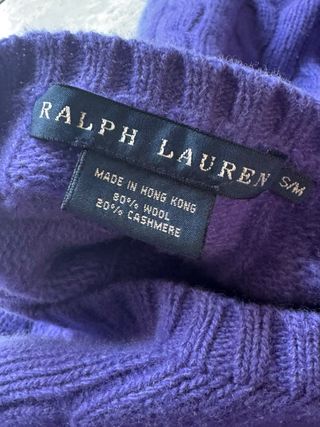 RALPH LAUREN
S/M
MADE IN HONG KONG
80% WOOL
20% CASHMERE